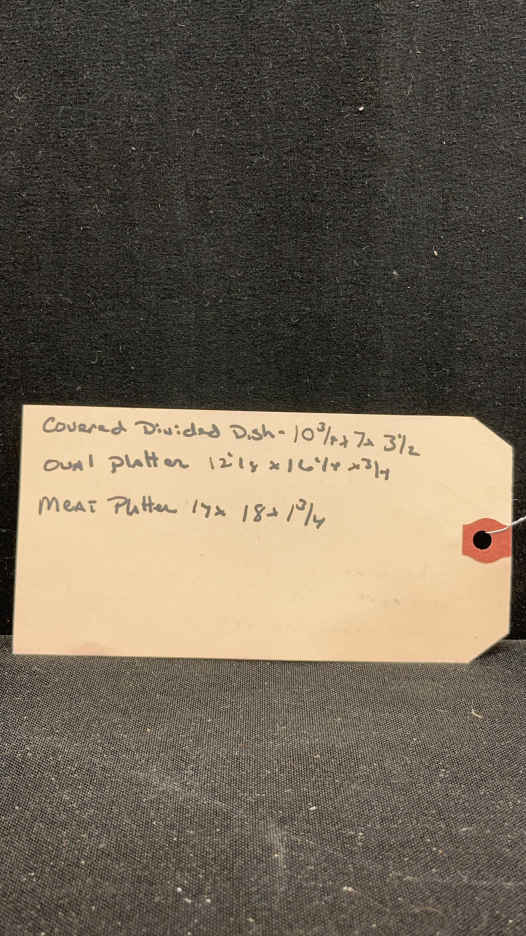 Covered Divided Dish - 10 3/4 x 7 x 3 1/2
OVAl Platter 12 1/4 x 16 1/4 x 3/4
MEAT Platter 14 x 18 x 1 3/4